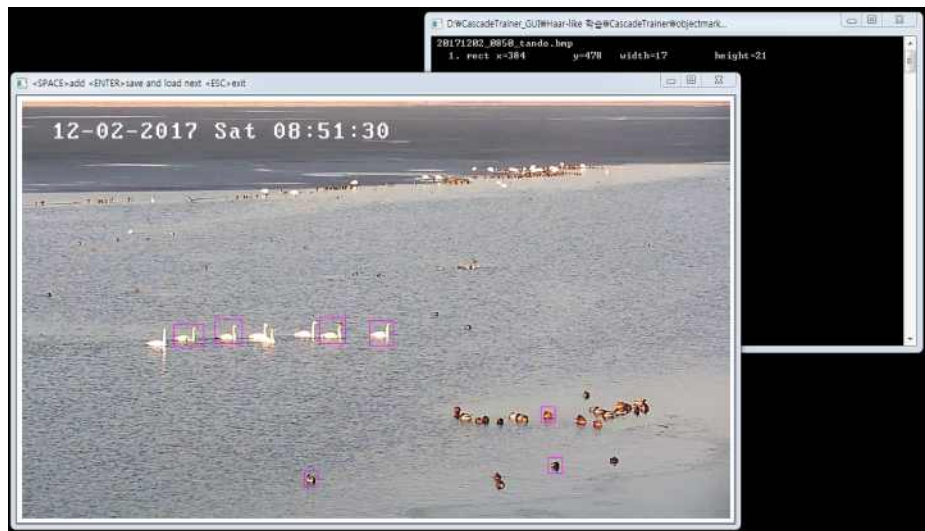 D:₩CascadeTrainer_GUI₩Haar-like 학습₩CascadeTrainer₩objectmark...
20171202_0850_tando.bmp
1. rect x=304 y=478 width=17 height=21
<SPACE>add <ENTER>save and load next <ESC>exit
12-02-2017 Sat 08:51:30